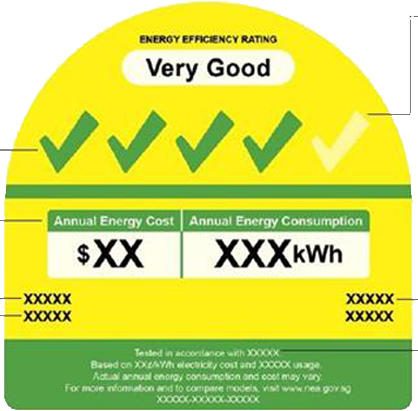 ENERGY EFFICIENCY RATING
Very Good
Annual Energy Cost Annual Energy Consumption
$XX XXXkWh
XXXXX XXXXX
XXXXX XXXXX
Tested in accordance with XXXXX.
Based on XX¢/kWh electricity cost and XXXXX usage.
Actual annual energy consumption and cost may vary.
For more information and to compare models, visit www.nea.gov.sg
XXXXX-XXXXX-XXXXX